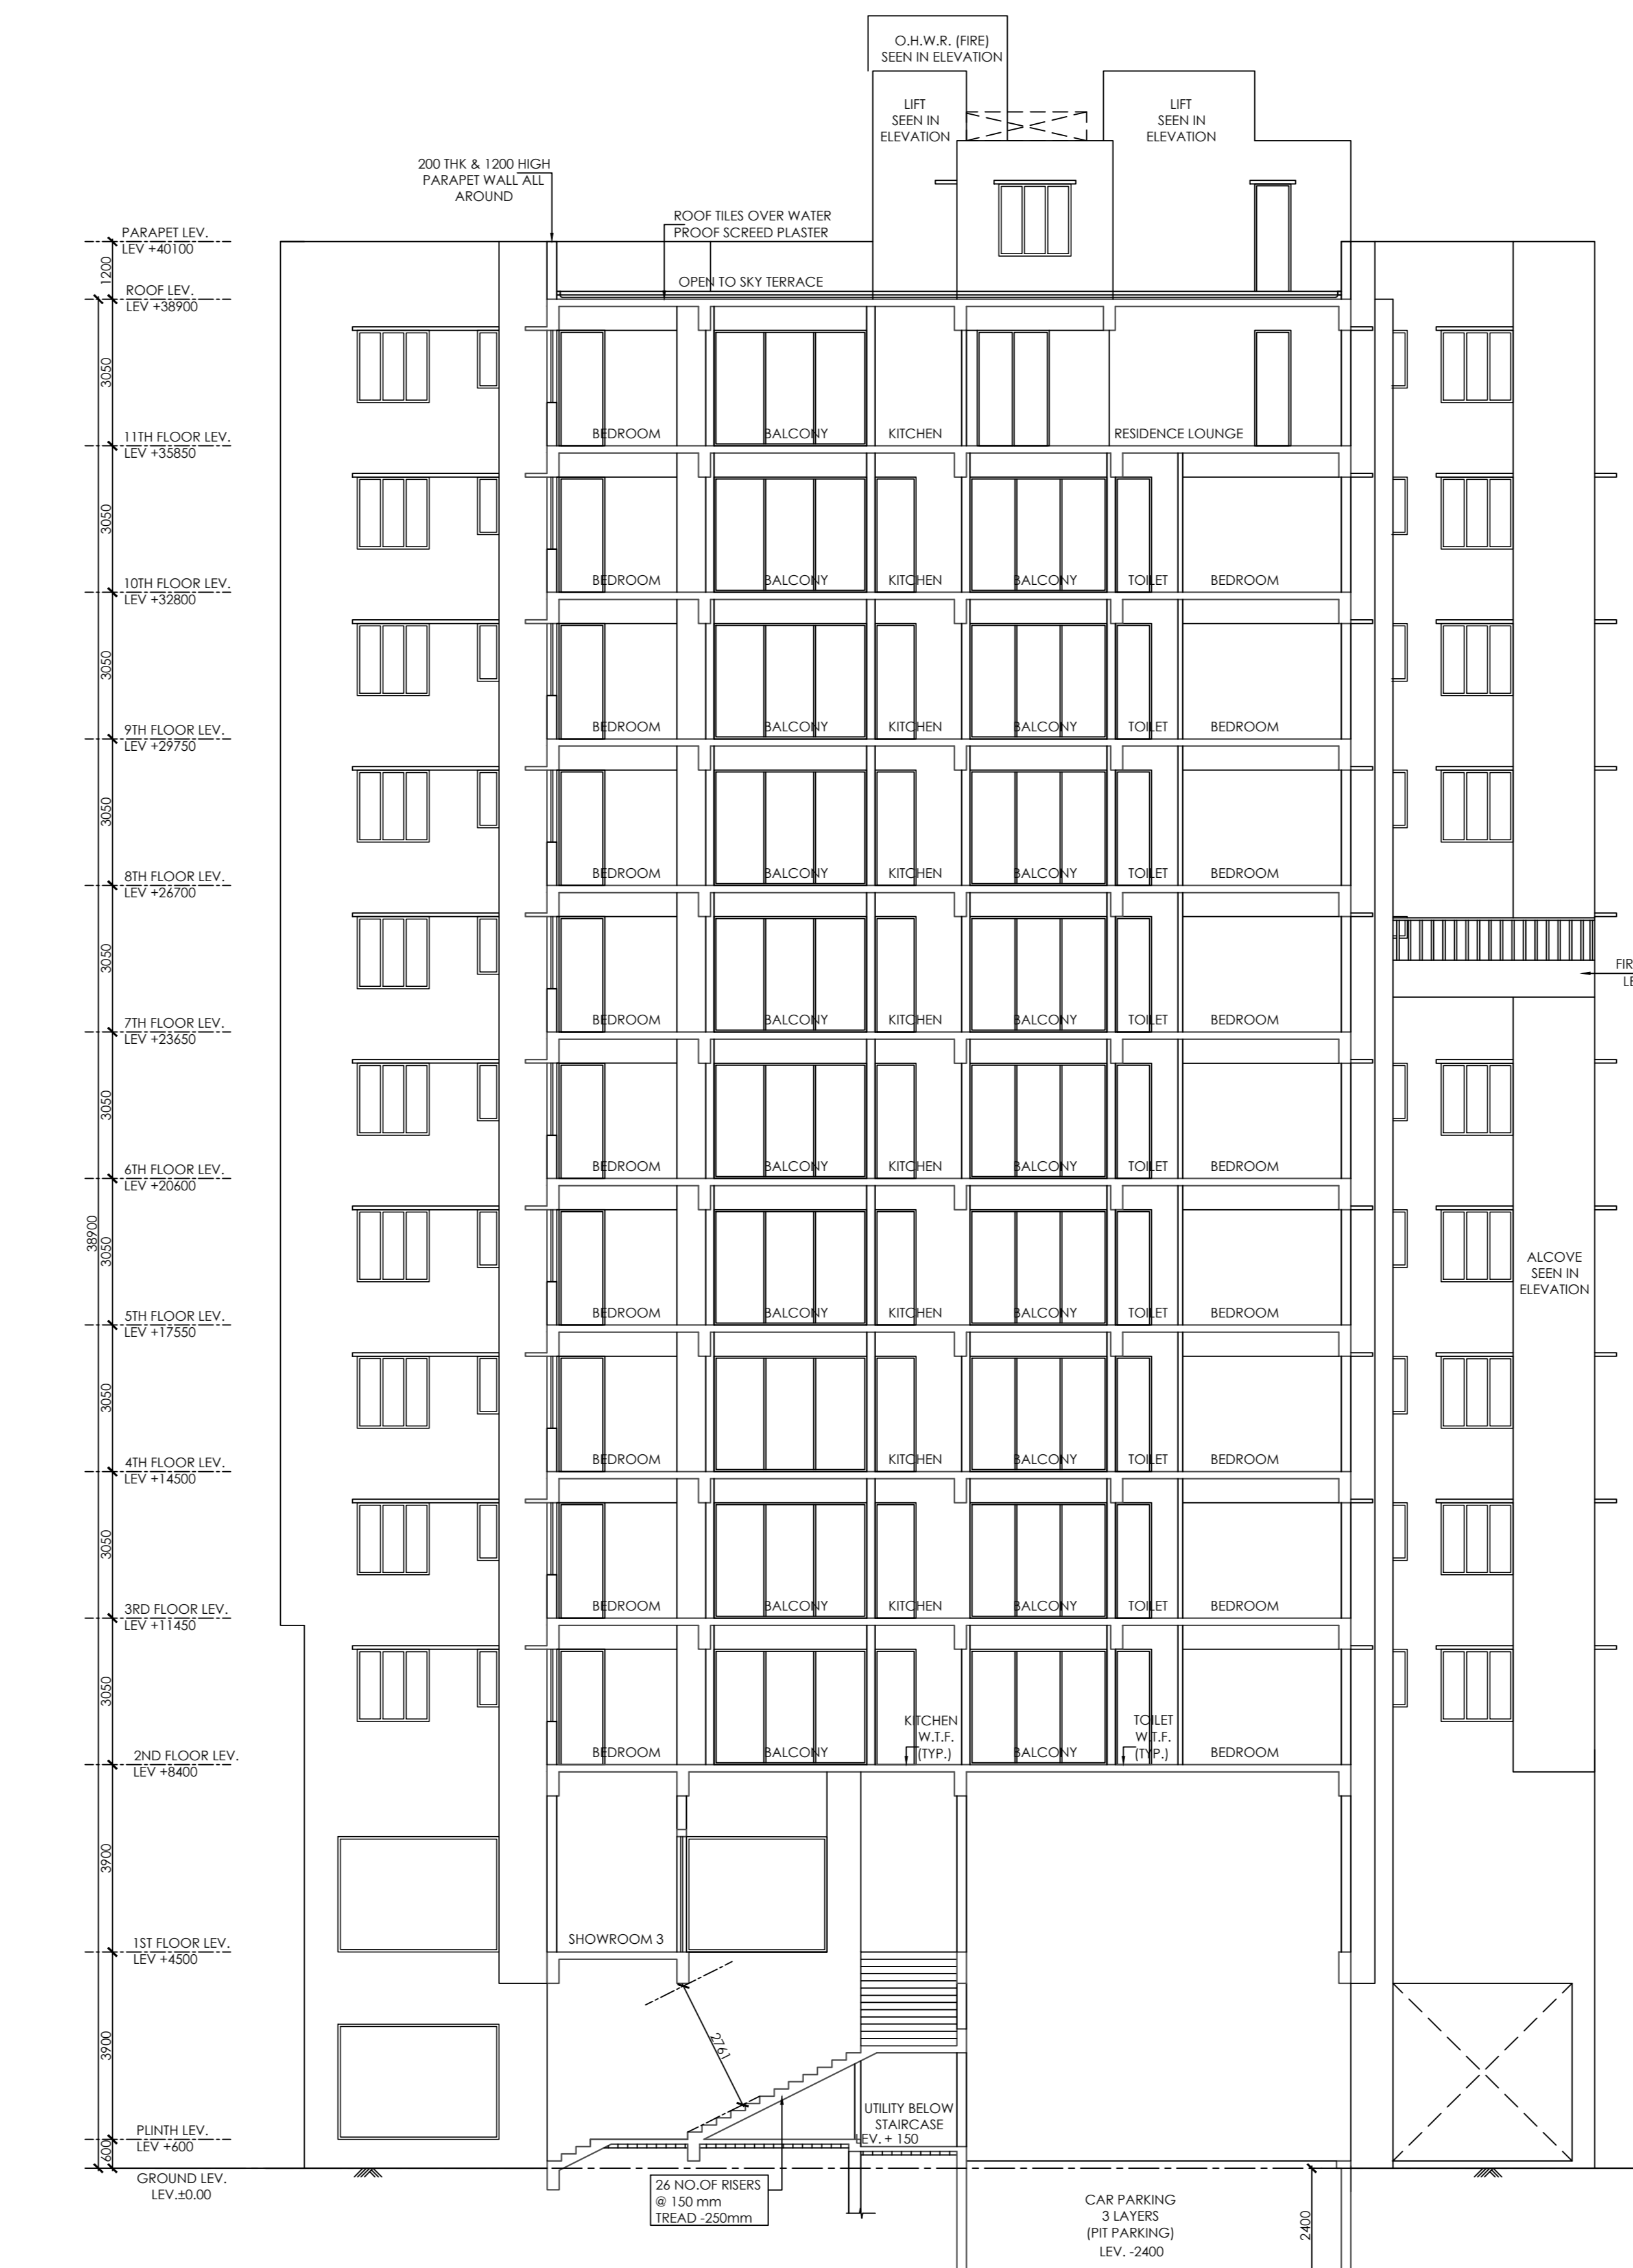 O.H.W.R. (FIRE)
SEEN IN ELEVATION
LIFT
SEEN IN
ELEVATION
LIFT
SEEN IN
ELEVATION
200 THK & 1200 HIGH
PARAPET WALL ALL
AROUND
ROOF TILES OVER WATER
PROOF SCREED PLASTER
PARAPET LEV.
LEV +40100
1200
OPEN TO SKY TERRACE
ROOF LEV.
LEV +38900
3050
BEDROOM BALCONY KITCHEN RESIDENCE LOUNGE
11TH FLOOR LEV.
LEV +35850
3050
BEDROOM BALCONY KITCHEN BALCONY TOILET BEDROOM
10TH FLOOR LEV.
LEV +32800
3050
BEDROOM BALCONY KITCHEN BALCONY TOILET BEDROOM
9TH FLOOR LEV.
LEV +29750
3050
BEDROOM BALCONY KITCHEN BALCONY TOILET BEDROOM
8TH FLOOR LEV.
LEV +26700
3050
FIR
LE
BEDROOM BALCONY KITCHEN BALCONY TOILET BEDROOM
7TH FLOOR LEV.
LEV +23650
3050
BEDROOM BALCONY KITCHEN BALCONY TOILET BEDROOM
6TH FLOOR LEV.
LEV +20600
38900
3050
ALCOVE
SEEN IN
ELEVATION
BEDROOM BALCONY KITCHEN BALCONY TOILET BEDROOM
5TH FLOOR LEV.
LEV +17550
3050
BEDROOM KITCHEN BALCONY TOILET BEDROOM
4TH FLOOR LEV.
LEV +14500
3050
BEDROOM BALCONY KITCHEN BALCONY TOILET BEDROOM
3RD FLOOR LEV.
LEV +11450
3050
KITCHEN
W.T.F.
(TYP.)
TOILET
W.T.F.
(TYP.)
BEDROOM BALCONY BALCONY BEDROOM
2ND FLOOR LEV.
LEV +8400
3900
SHOWROOM 3
1ST FLOOR LEV.
LEV +4500
3900
2761
UTILITY BELOW
STAIRCASE
LEV. + 150
PLINTH LEV.
LEV +600
600
GROUND LEV.
LEV.±0.00
26 NO.OF RISERS
@ 150 mm
TREAD -250mm
CAR PARKING
3 LAYERS
(PIT PARKING)
LEV. -2400
2400